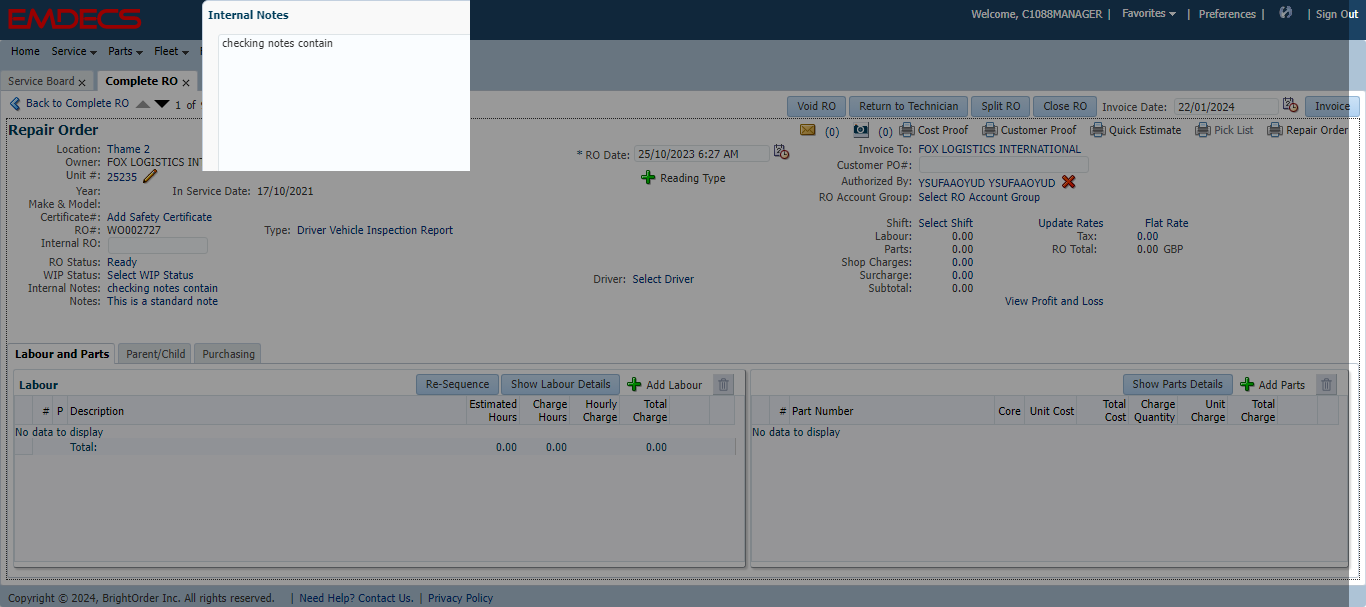 EMDECS
Internal Notes
checking notes contain
Welcome, C1088MANAGER | Favorites | Preferences | | Sign Out
Home Service Parts Fleet
Service Board x Complete RO x
Back to Complete RO 1 of
Void RO Return to Technician Split RO Close RO Invoice Date: 22/01/2024 Invoice
Repair Order
(0) (0) Cost Proof Customer Proof Quick Estimate Pick List Repair Order
Location: Thame 2
Owner: FOX LOGISTICS INT
Unit #: 25235
Year: In Service Date: 17/10/2021
Make & Model:
Certificate#: Add Safety Certificate
RO#: WO002727 Type: Driver Vehicle Inspection Report
Internal RO:
RO Status: Ready
WIP Status: Select WIP Status
Internal Notes: checking notes contain
Notes: This is a standard note
* RO Date: 25/10/2023 6:27 AM
Reading Type
Driver: Select Driver
Invoice To: FOX LOGISTICS INTERNATIONAL
Customer PO#:
Authorized By: YSUFAAOYUD YSUFAAOYUD
RO Account Group: Select RO Account Group
Shift: Select Shift Update Rates Flat Rate
Labour: 0.00 Tax: 0.00
Parts: 0.00 RO Total: 0.00 GBP
Shop Charges: 0.00
Surcharge: 0.00
Subtotal: 0.00
View Profit and Loss
Labour and Parts Parent/Child Purchasing
Labour Re-Sequence Show Labour Details Add Labour
# P Description Estimated Hours Charge Hours Hourly Charge Total Charge
No data to display
Total: 0.00 0.00 0.00
Show Parts Details Add Parts
# Part Number Core Unit Cost Total Cost Charge Quantity Unit Charge Total Charge
No data to display
Copyright © 2024, BrightOrder Inc. All rights reserved. | Need Help? Contact Us. | Privacy Policy